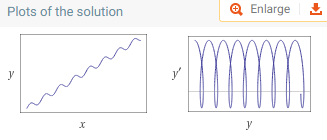 Plots of the solution
Enlarge
y
x
y′
y